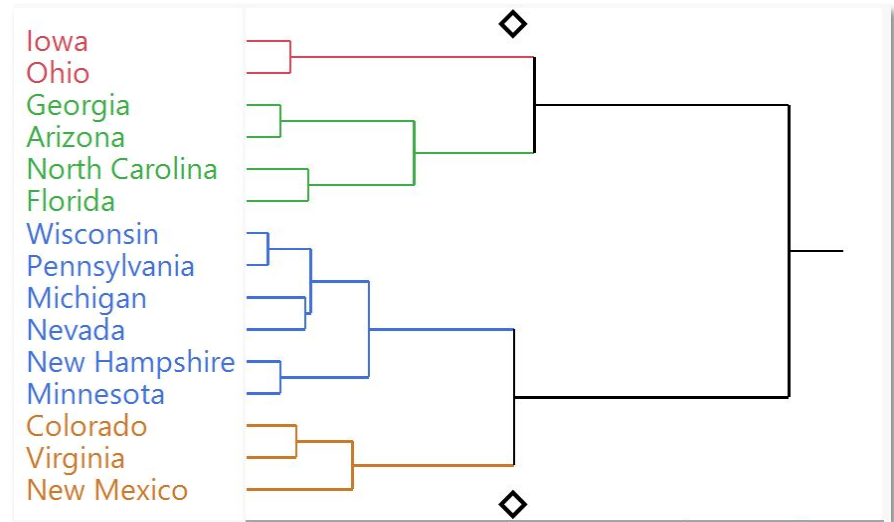 Iowa
Ohio
Georgia
Arizona
North Carolina
Florida
Wisconsin
Pennsylvania
Michigan
Nevada
New Hampshire
Minnesota
Colorado
Virginia
New Mexico